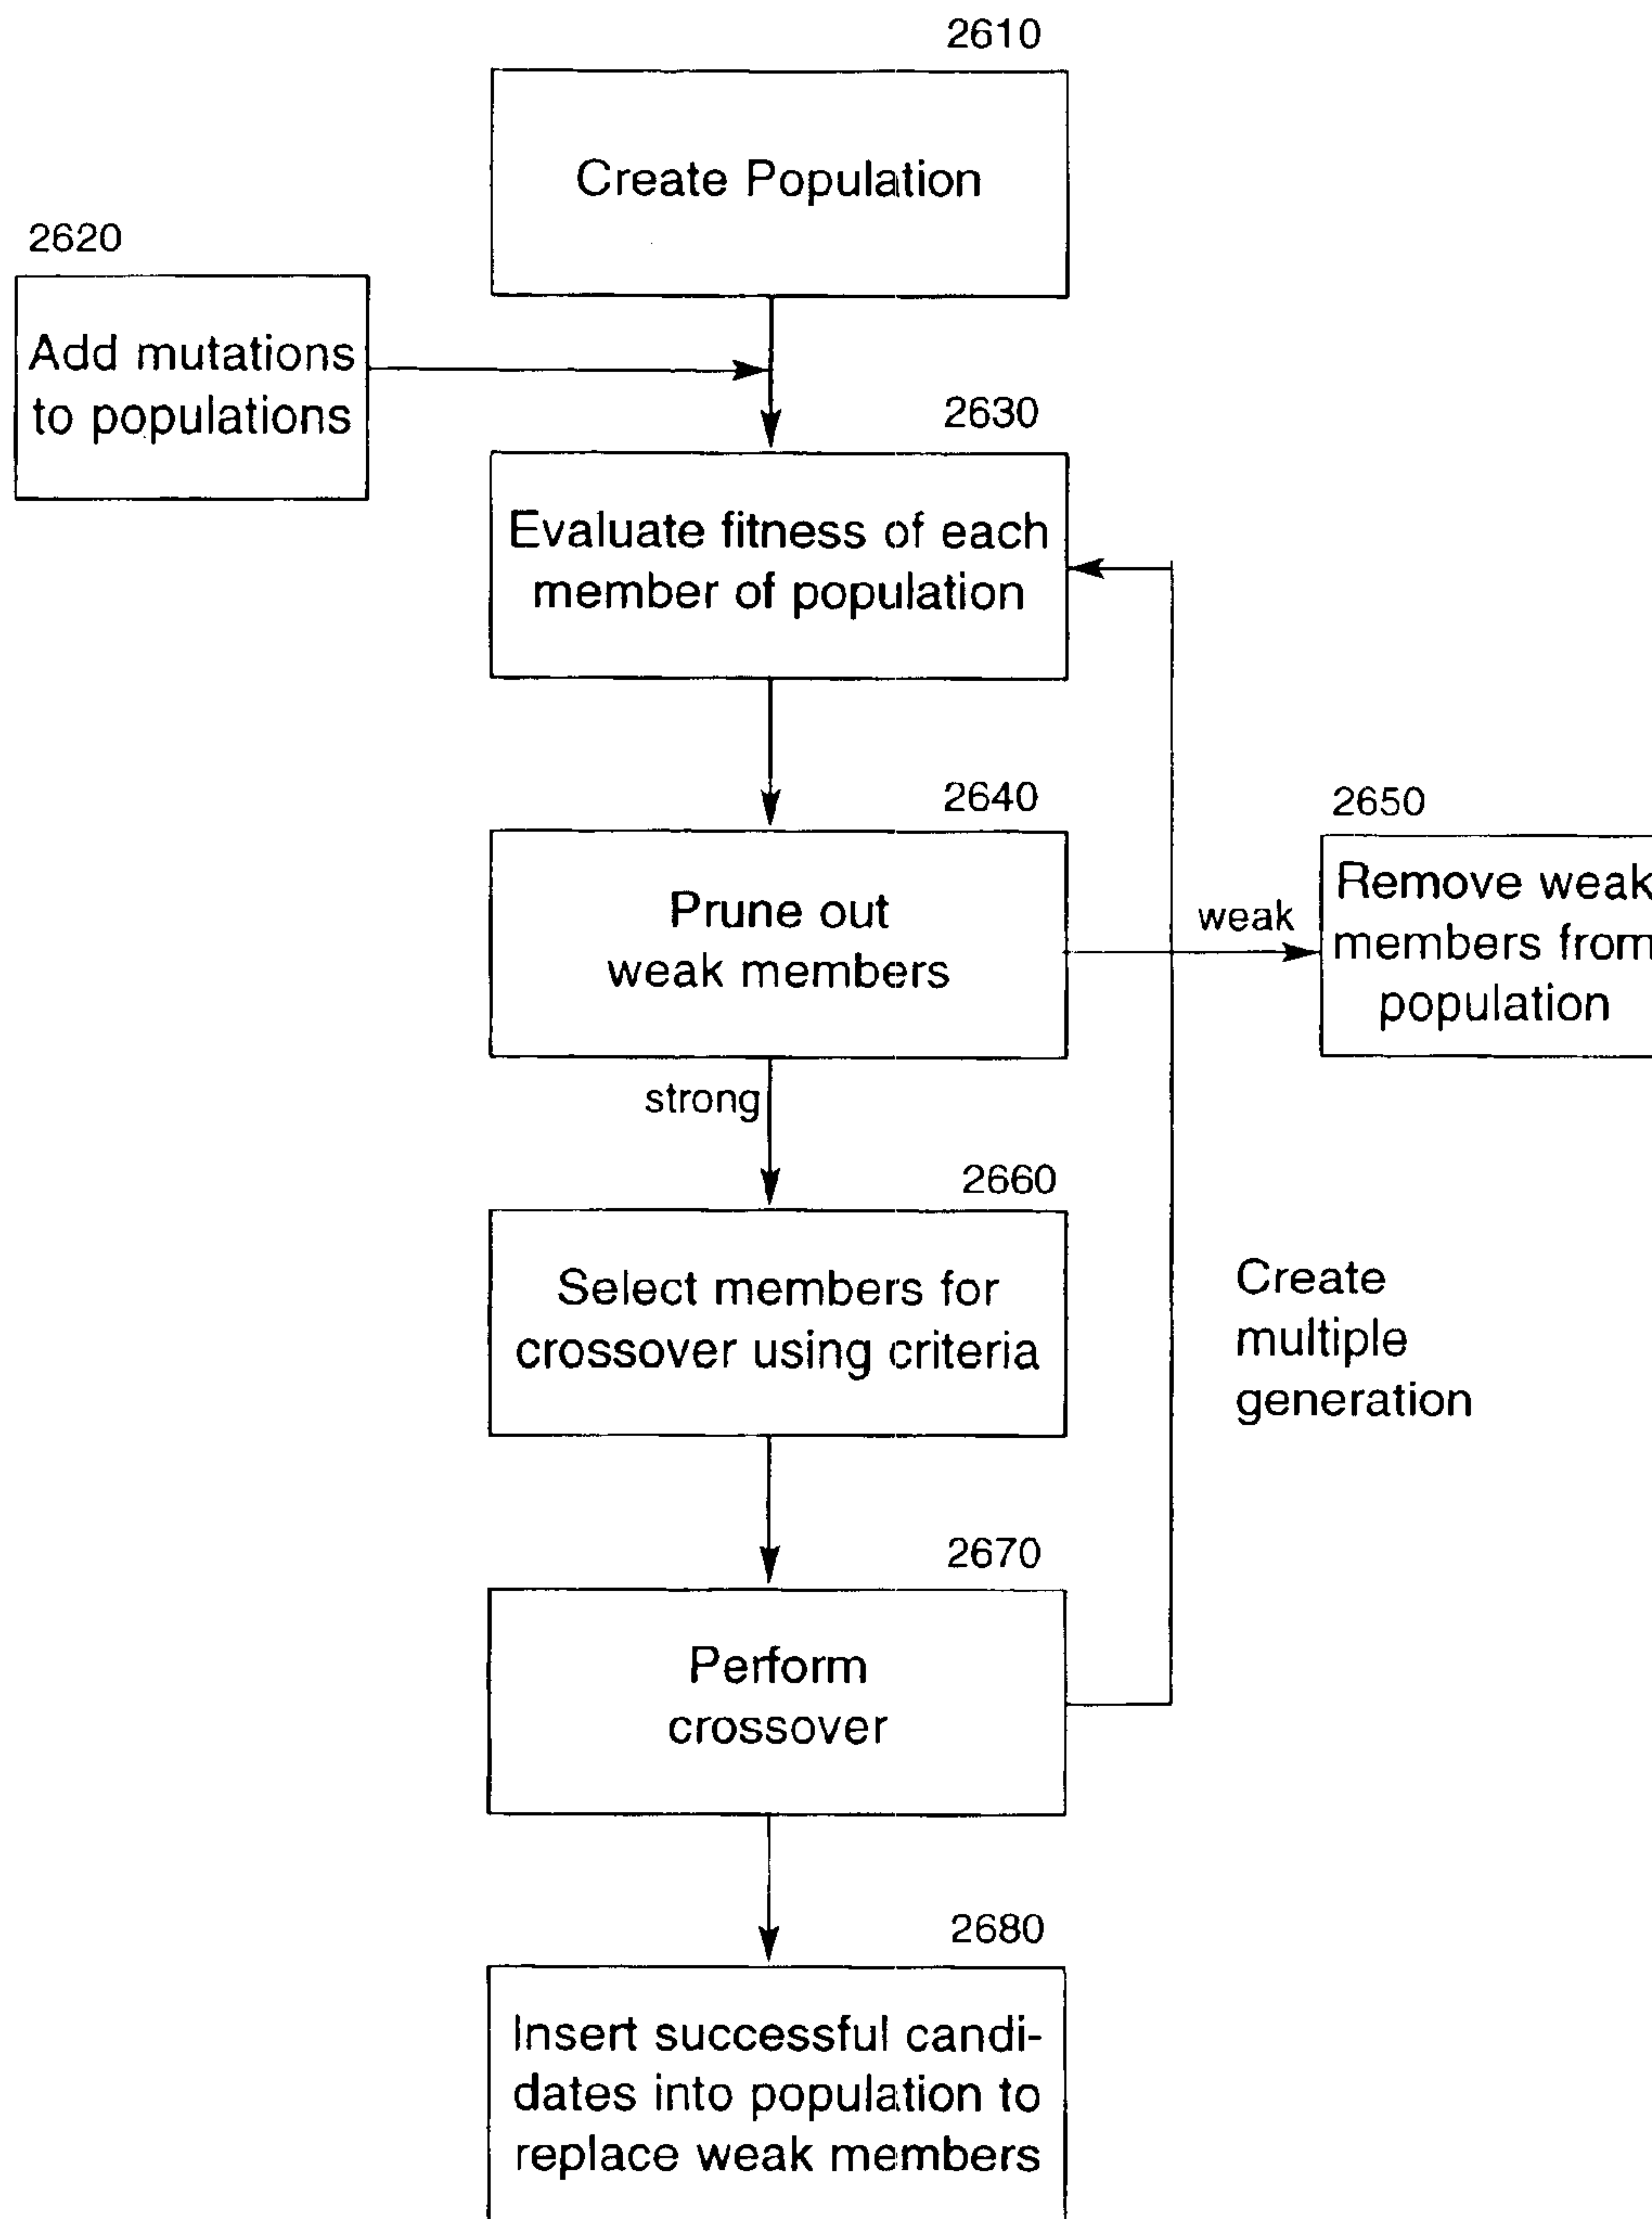 2610
Create Population
2620
Add mutations
to populations
2630
Evaluate fitness of each
member of population
2640
Prune out
weak members
weak
2650
Remove weak
members from
population
strong
2660
Select members for
crossover using criteria
Create
multiple
generation
2670
Perform
crossover
2680
Insert successful candi-
dates into population to
replace weak members